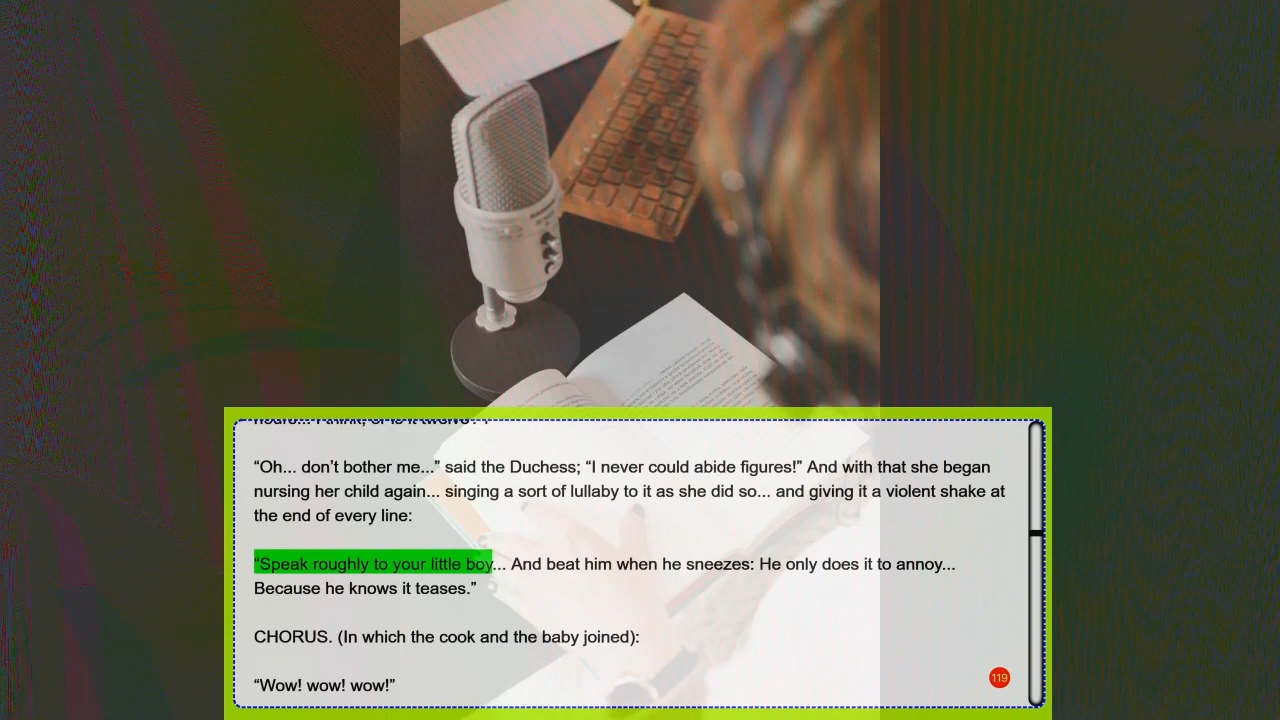 “Oh... don’t bother me...” said the Duchess; “I never could abide figures!” And with that she began
nursing her child again... singing a sort of lullaby to it as she did so... and giving it a violent shake at
the end of every line:
“Speak roughly to your little boy... And beat him when he sneezes: He only does it to annoy...
Because he knows it teases.”
CHORUS. (In which the cook and the baby joined):
“Wow! wow! wow!”
119